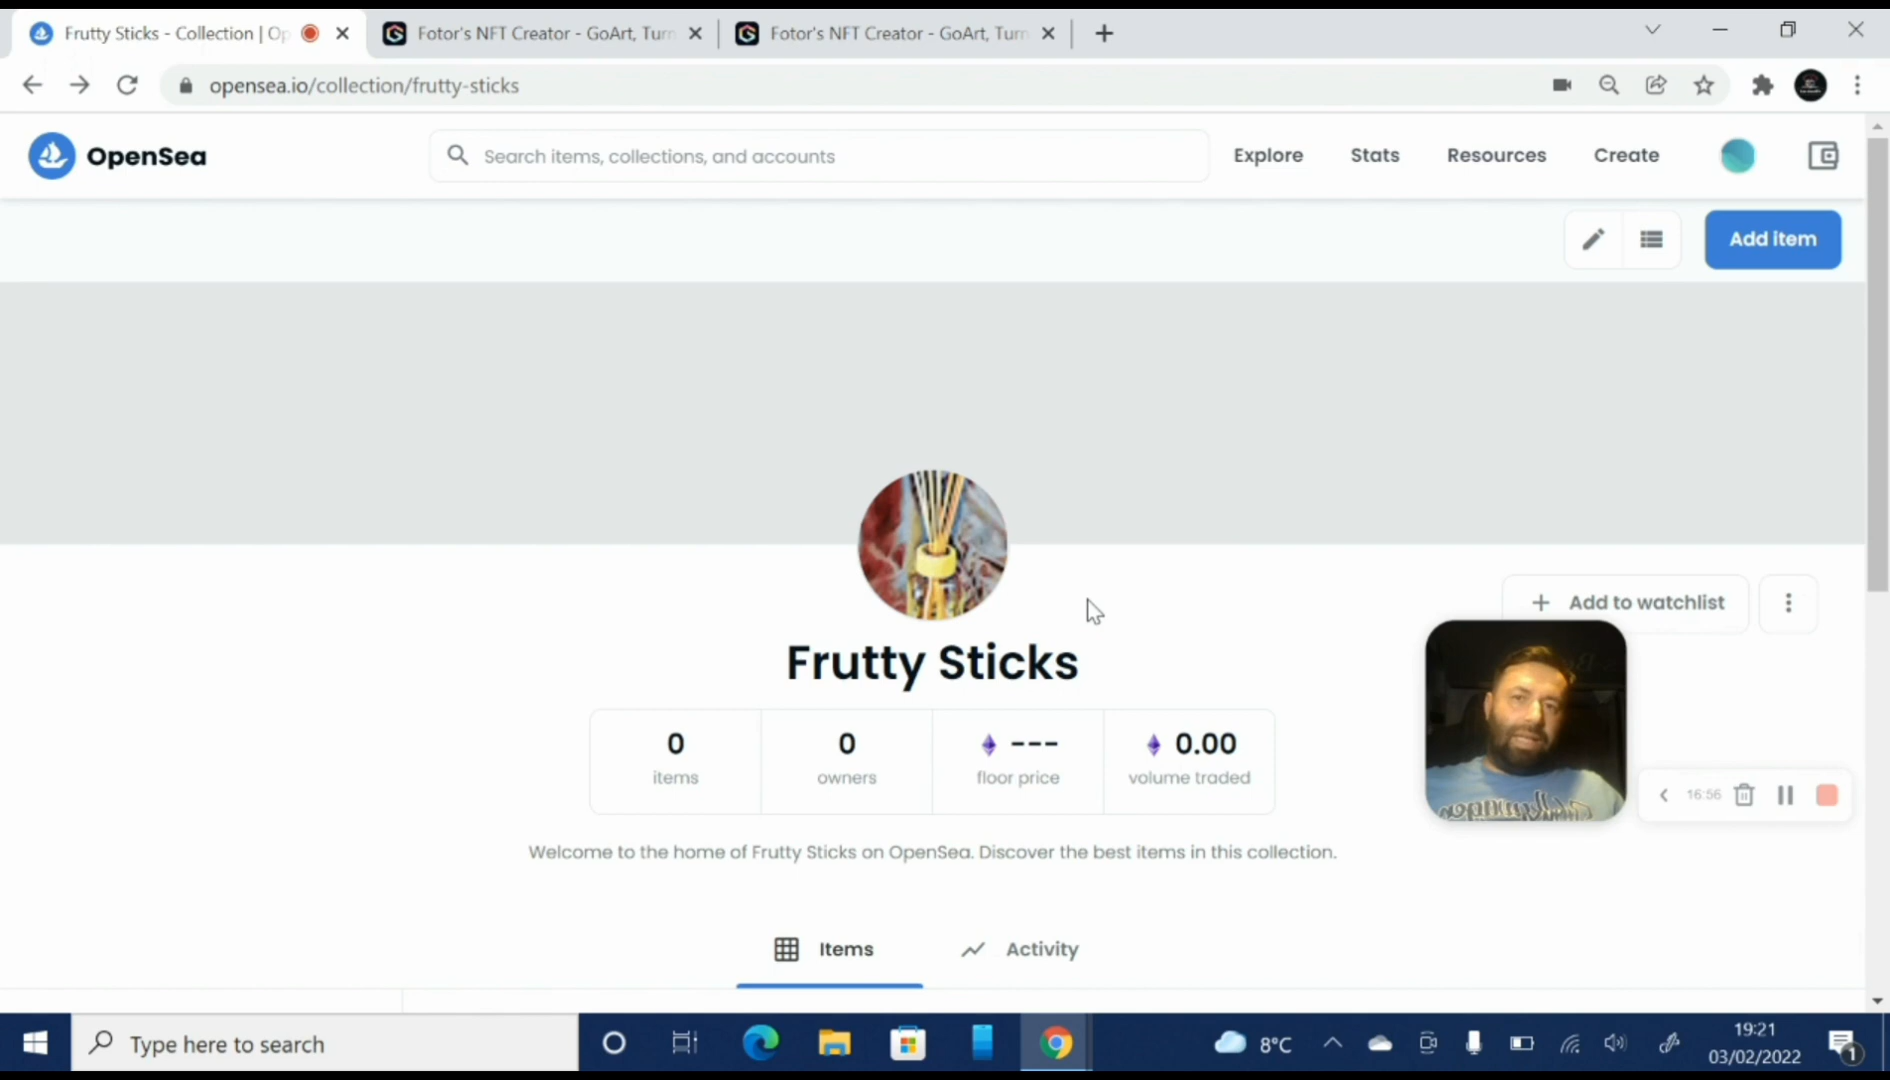 Frutty Sticks - Collection | Op
Fotor's NFT Creator - GoArt, Turn
Fotor's NFT Creator - GoArt, Turn
opensea.io/collection/frutty-sticks
OpenSea
Search items, collections, and accounts
Explore
Stats
Resources
Create
Add item
Add to watchlist
Frutty Sticks
0
0
---
0.00
items
owners
floor price
volume traded
16:56
Welcome to the home of Frutty Sticks on OpenSea. Discover the best items in this collection.
Items
Activity
Type here to search
8°C
19:21
03/02/2022
1